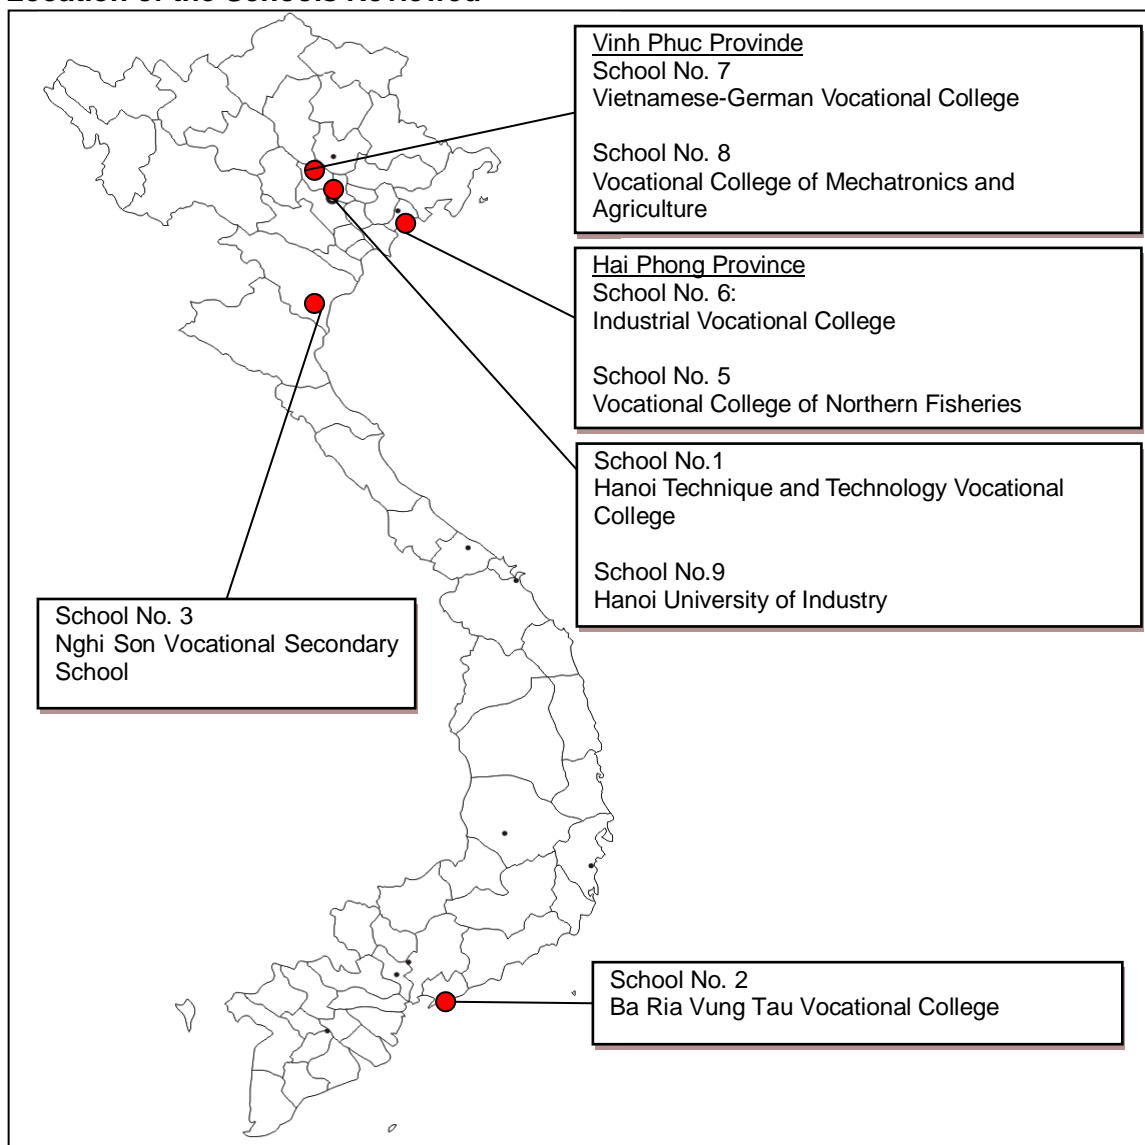 Location of the Schools Reviewed
Vinh Phuc Provinde
School No. 7
Vietnamese-German Vocational College
School No. 8
Vocational College of Mechatronics and
Agriculture
Hai Phong Province
School No. 6:
Industrial Vocational College
School No. 5
Vocational College of Northern Fisheries
School No.1
Hanoi Technique and Technology Vocational
College
School No.9
Hanoi University of Industry
School No. 3
Nghi Son Vocational Secondary
School
School No. 2
Ba Ria Vung Tau Vocational College